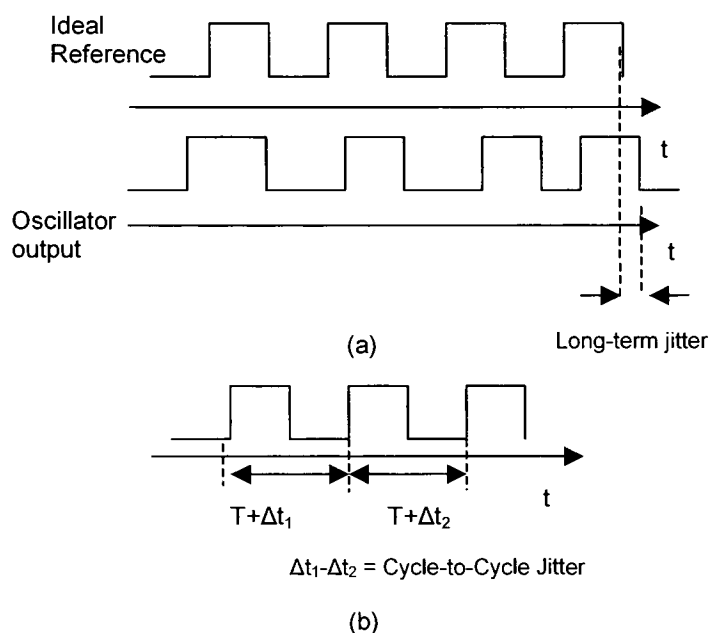 Ideal
Reference
t
Oscillator
output
t
Long-term jitter
(a)
T+Δt₁
T+Δt₂
t
Δt₁-Δt₂ = Cycle-to-Cycle Jitter
(b)